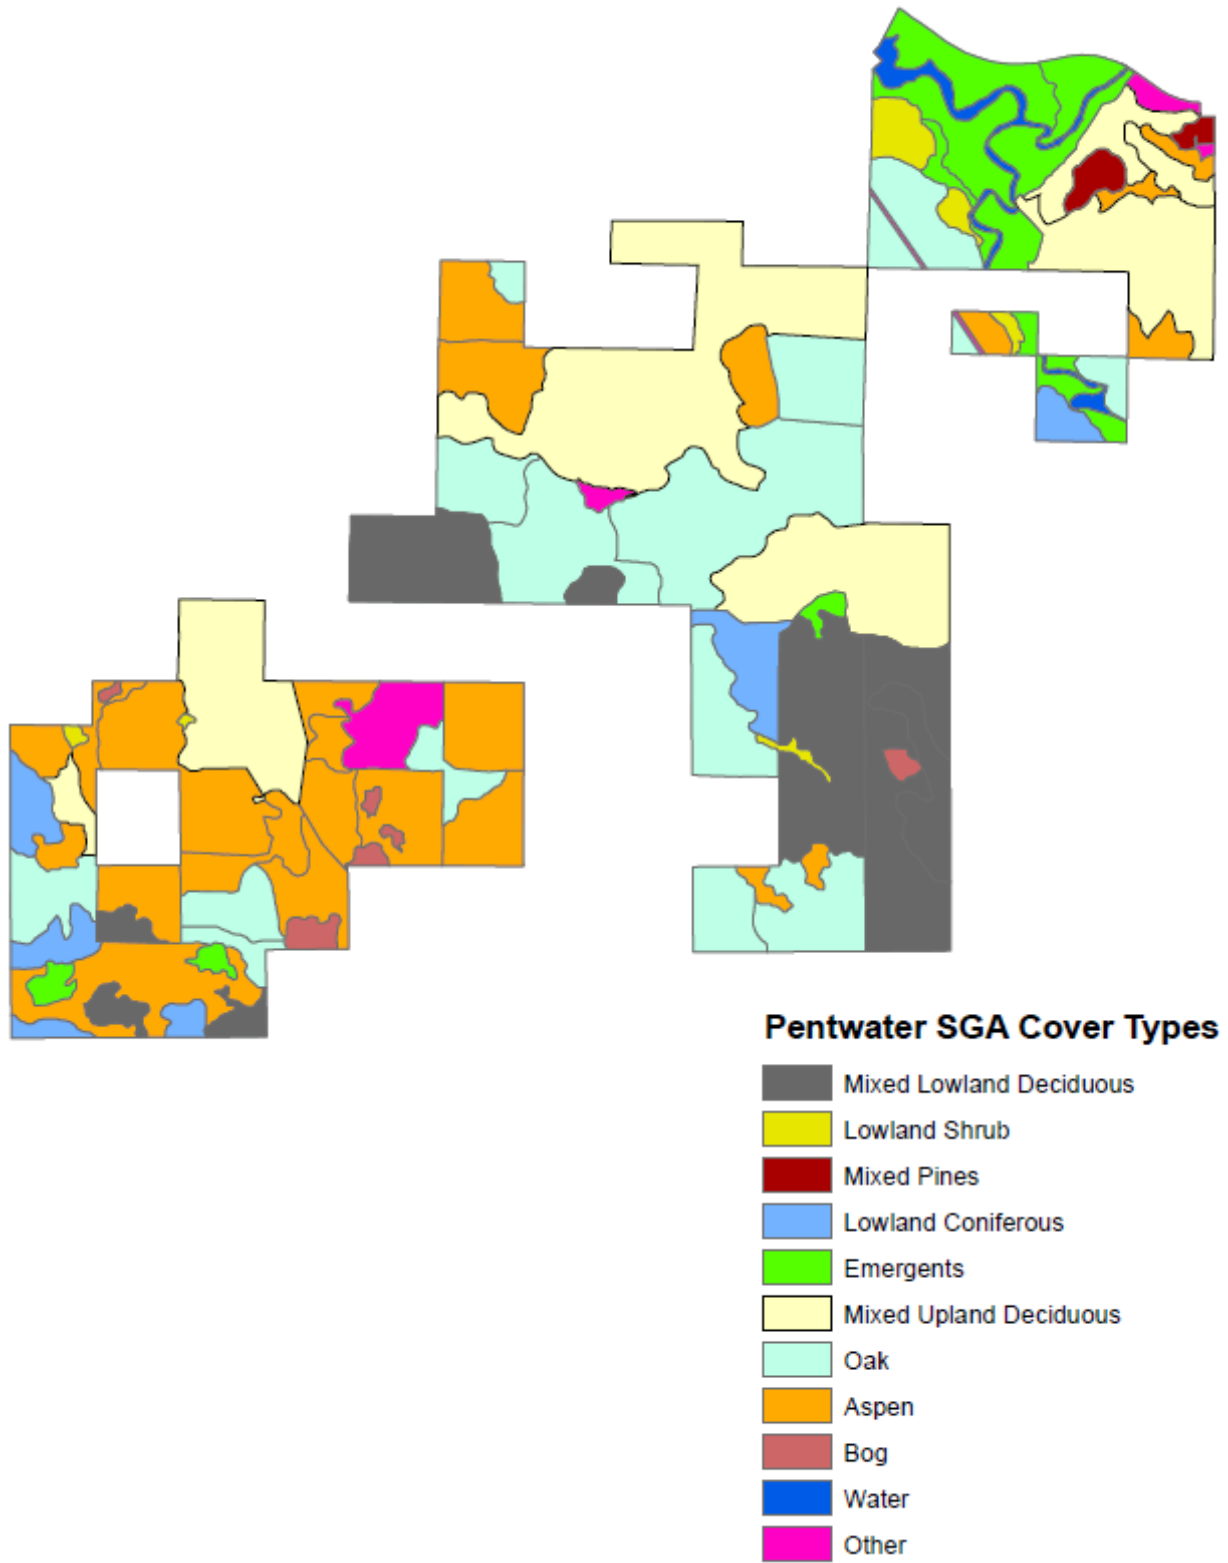 Pentwater SGA Cover Types
Mixed Lowland Deciduous
Lowland Shrub
Mixed Pines
Lowland Coniferous
Emergents
Mixed Upland Deciduous
Oak
Aspen
Bog
Water
Other